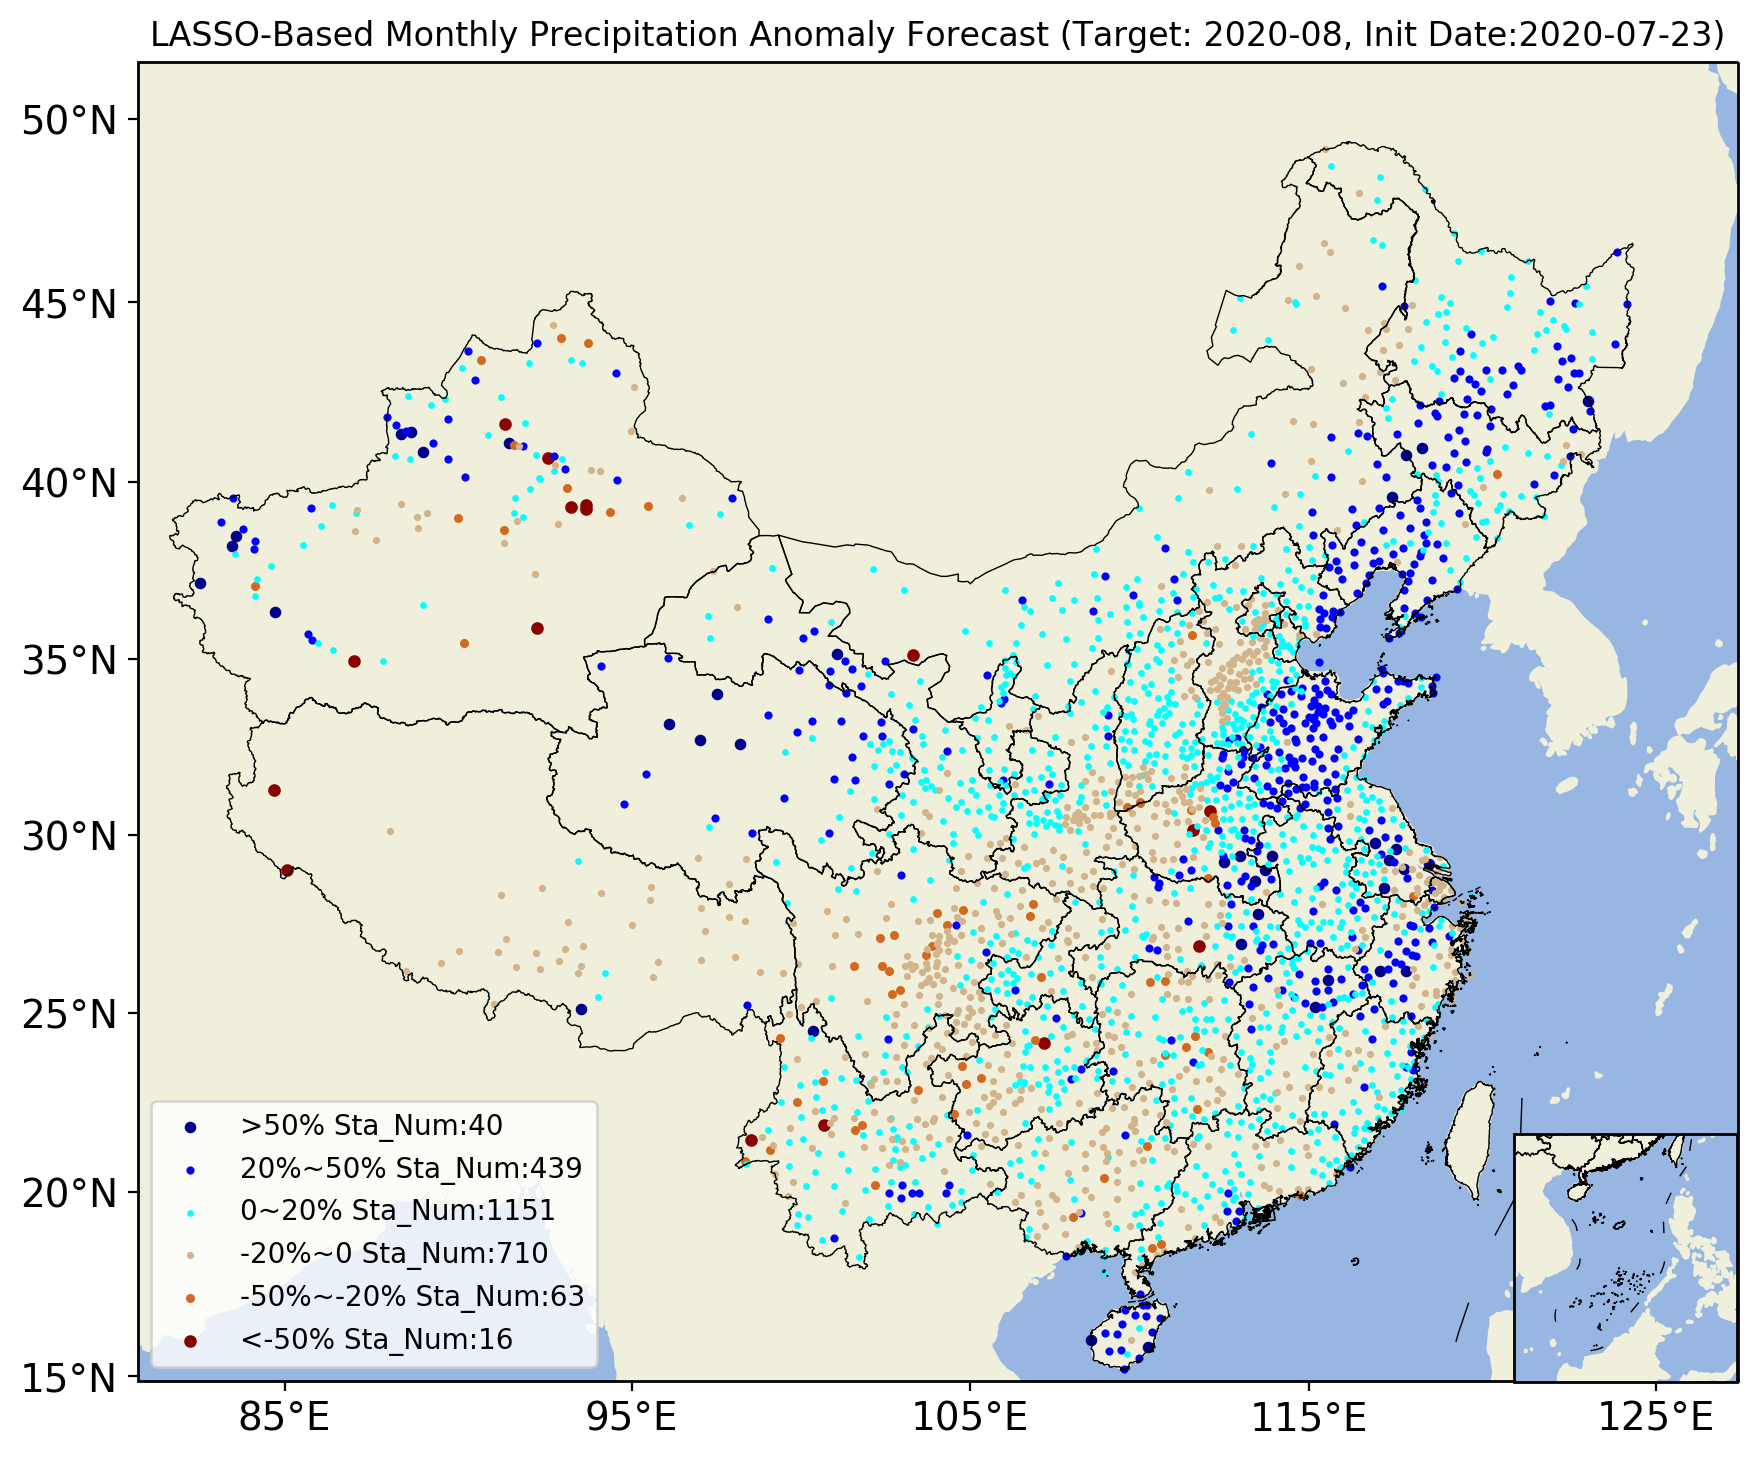 LASSO-Based Monthly Precipitation Anomaly Forecast (Target: 2020-08, Init Date:2020-07-23)
50°N
45°N
40°N
35°N
30°N
25°N
20°N
15°N
>50% Sta_Num:40
20%~50% Sta_Num:439
0~20% Sta_Num:1151
-20%~0 Sta_Num:710
-50%~-20% Sta_Num:63
<-50% Sta_Num:16
85°E
95°E
105°E
115°E
125°E